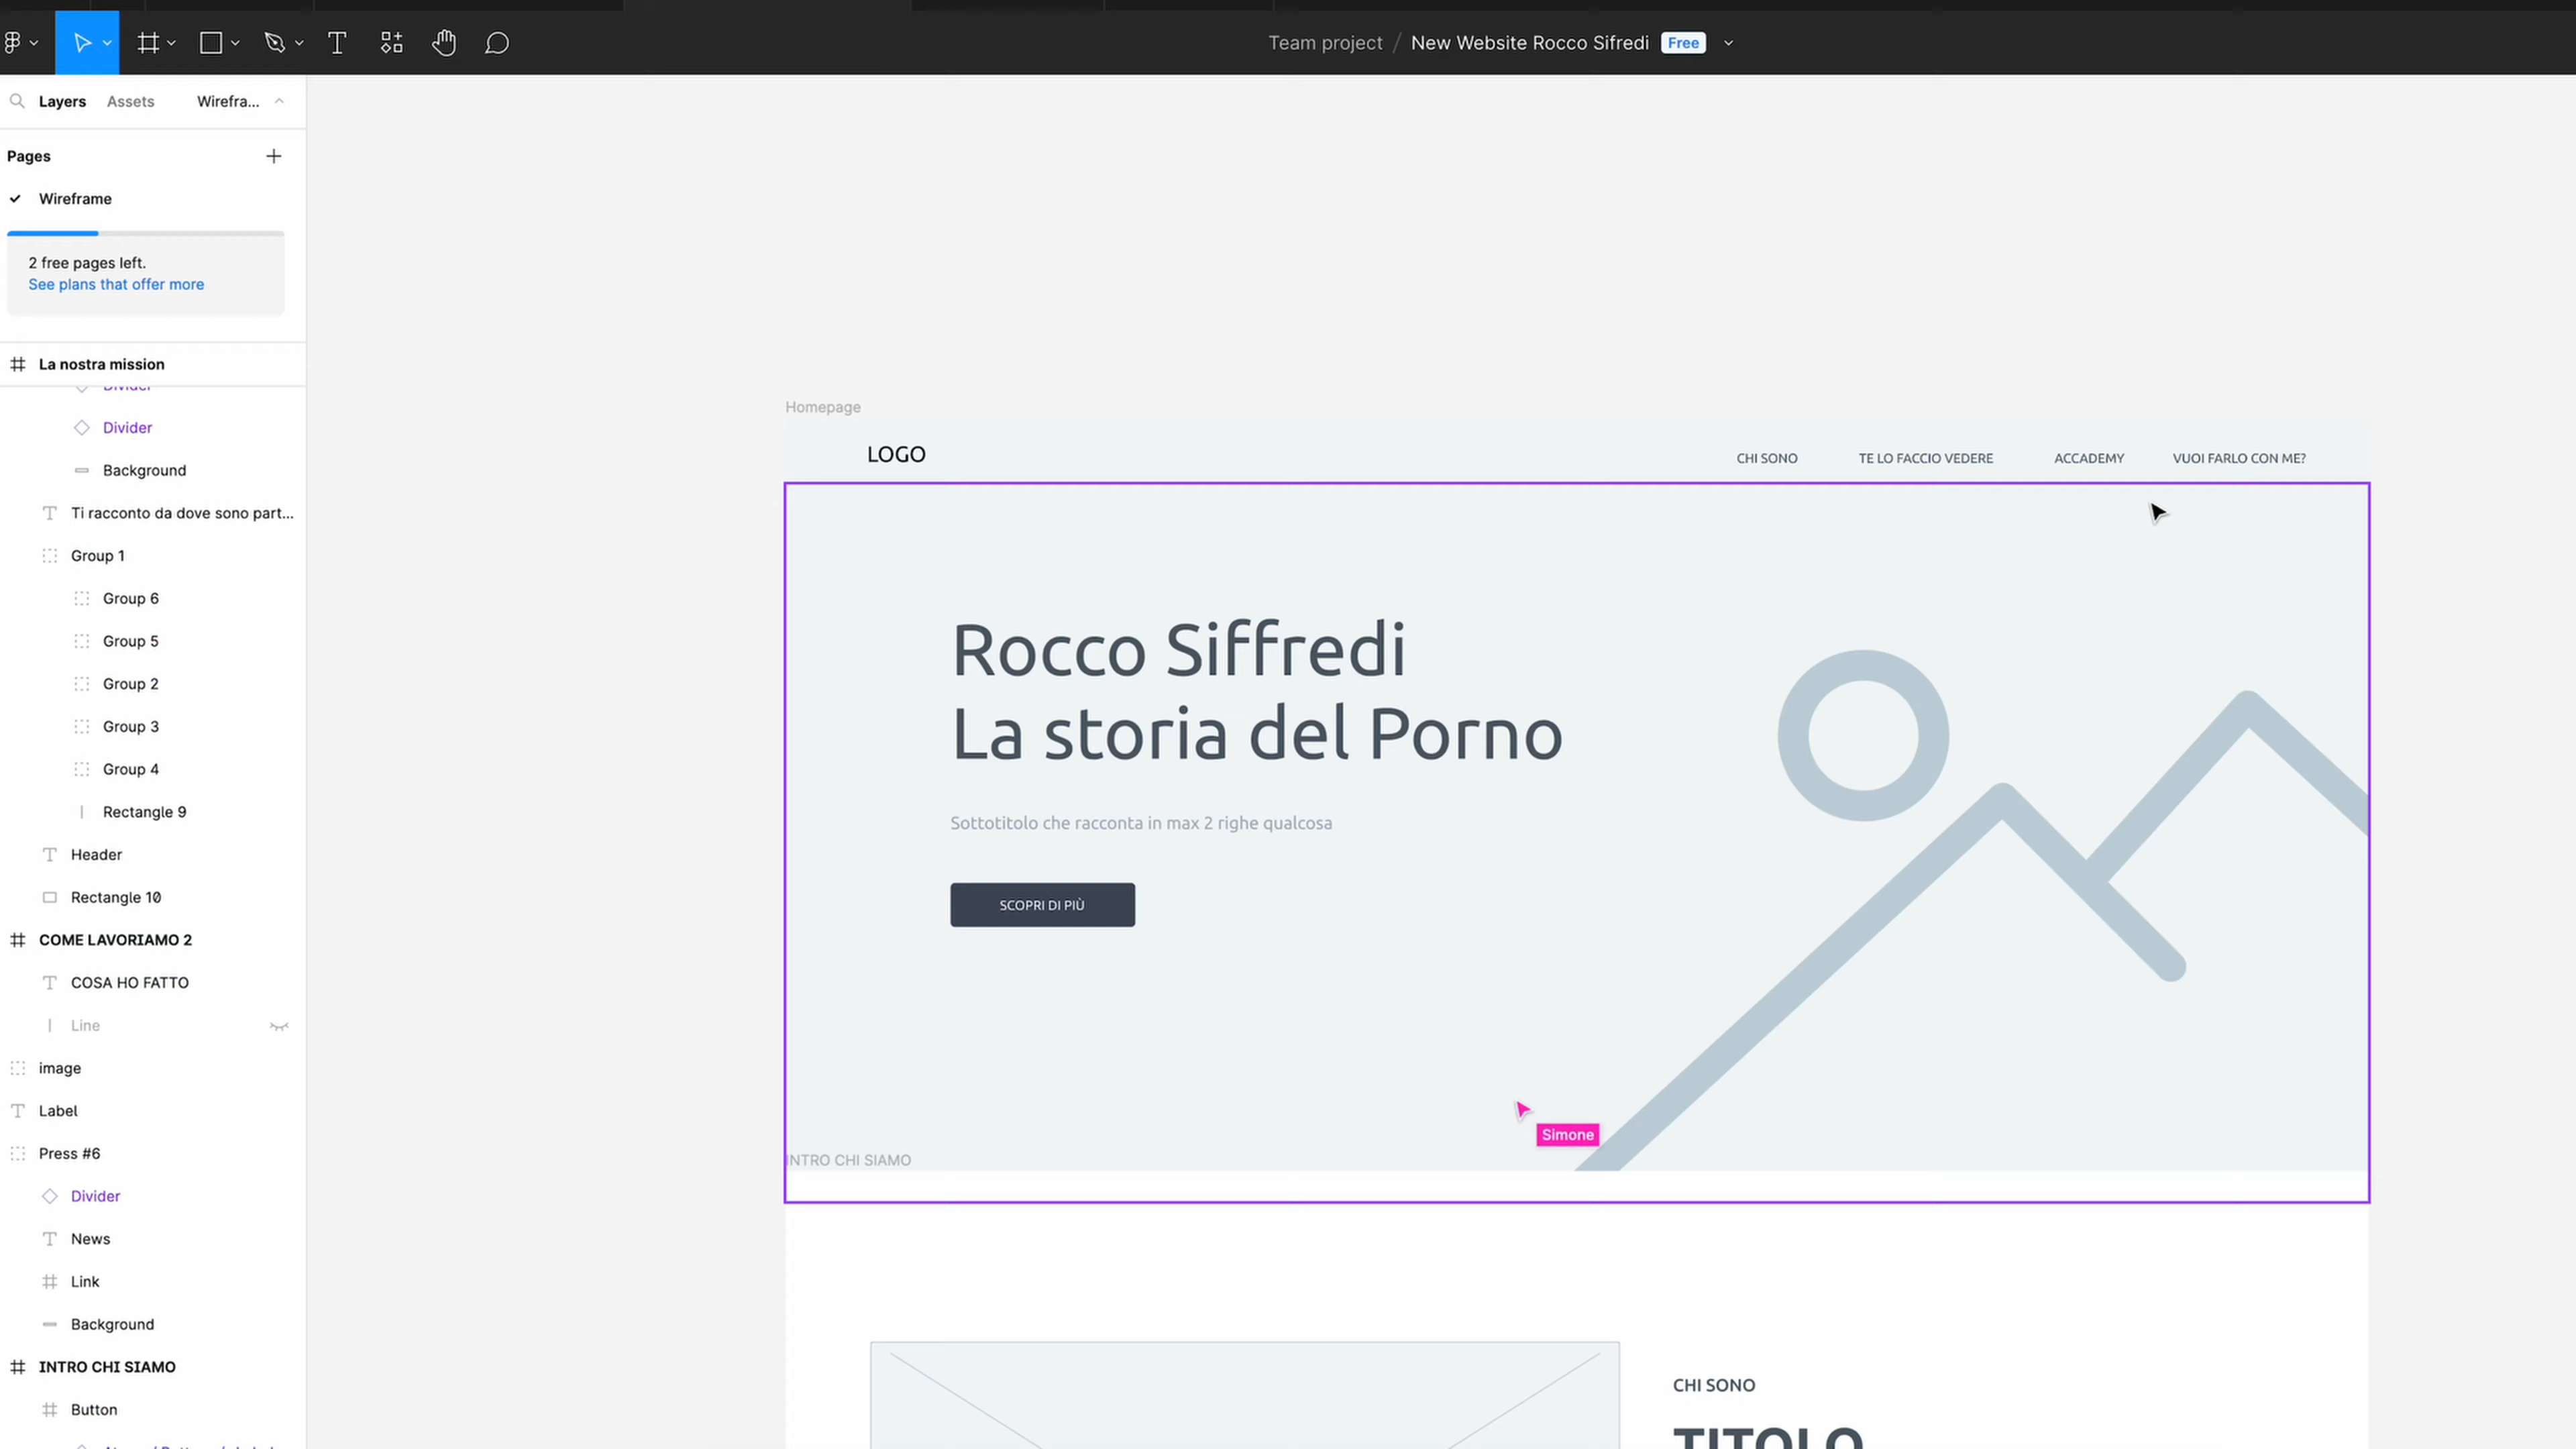 Team project / New Website Rocco Sifredi Free
Layers Assets Wirefra...
Pages
Wireframe
2 free pages left.
See plans that offer more
La nostra mission
Divider
Divider
Background
Ti racconto da dove sono part...
Group 1
Group 6
Group 5
Group 2
Group 3
Group 4
Rectangle 9
Header
Rectangle 10
COME LAVORIAMO 2
COSA HO FATTO
Line
image
Label
Press #6
Divider
News
Link
Background
INTRO CHI SIAMO
Button
Homepage
LOGO CHI SONO TE LO FACCIO VEDERE ACCADEMY VUOI FARLO CON ME?
Rocco Siffredi
La storia del Porno
Sottotitolo che racconta in max 2 righe qualcosa
SCOPRI DI PIÙ
Simone
INTRO CHI SIAMO
CHI SONO
TITOLO